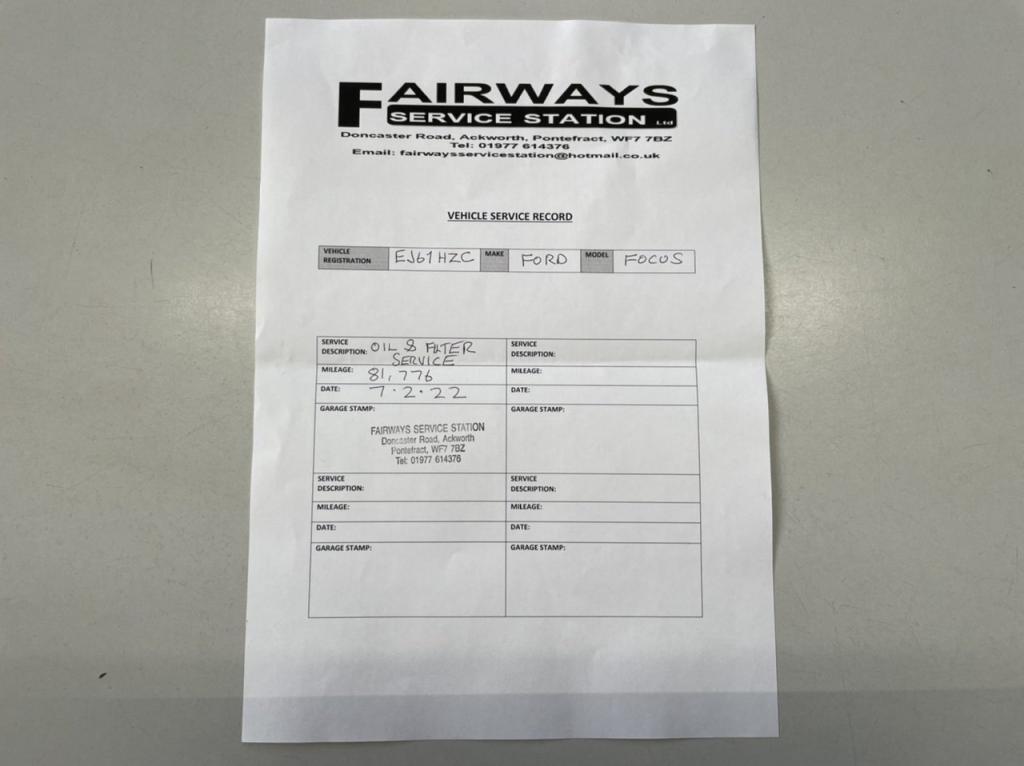 FAIRWAYS
SERVICE STATION Ltd
Doncaster Road, Ackworth, Pontefract, WF7 7BZ
Tel: 01977 614376
Email: fairwaysservicestation@hotmail.co.uk
VEHICLE SERVICE RECORD
VEHICLE REGISTRATION EJ61 HZC MAKE FORD MODEL FOCUS
SERVICE DESCRIPTION: OIL & FILTER SERVICE
MILEAGE: 81,776
DATE: 7.2.22
GARAGE STAMP:
FAIRWAYS SERVICE STATION
Doncaster Road, Ackworth
Pontefract, WF7 7BZ
Tel: 01977 614376
SERVICE
DESCRIPTION:
MILEAGE:
DATE:
GARAGE STAMP:
SERVICE
DESCRIPTION:
MILEAGE:
DATE:
GARAGE STAMP:
SERVICE
DESCRIPTION:
MILEAGE:
DATE:
GARAGE STAMP: